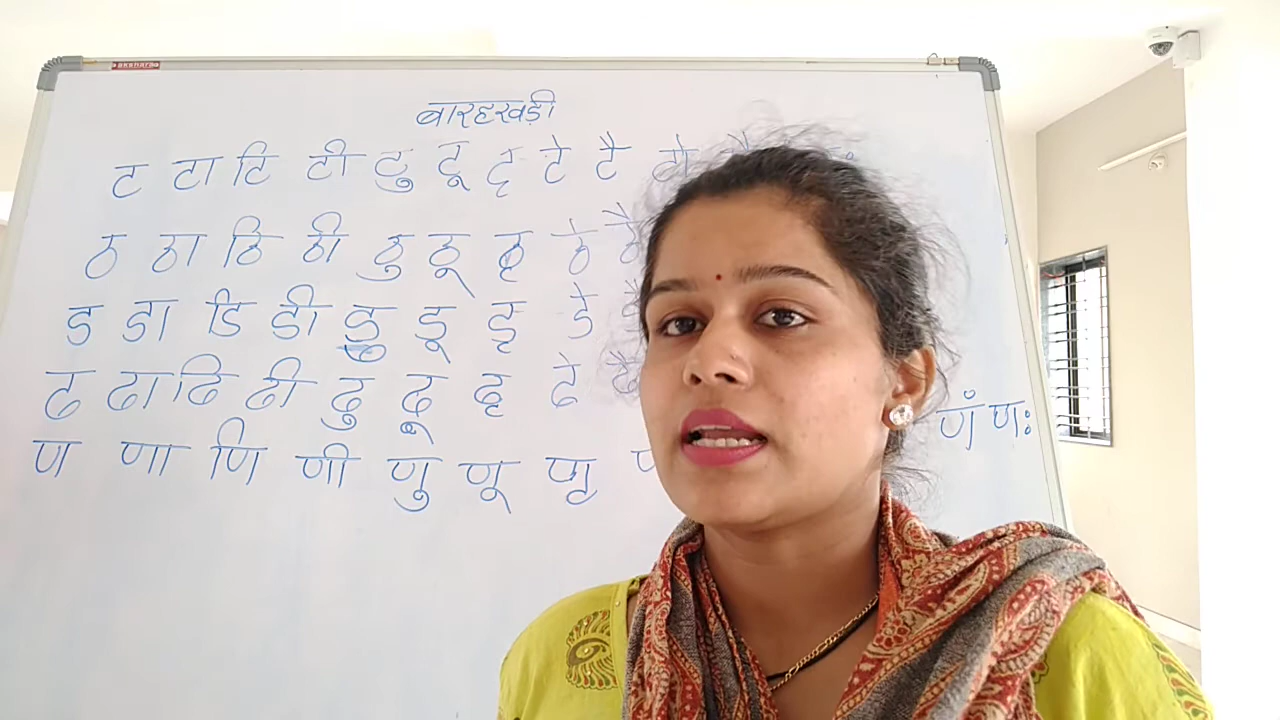 बारहखड़ी
ट टा टि टी टु टू टृ टे टै टो
ठ ठा ठि ठी ठु ठू ठृ ठे ठै
ड डा डि डी डु डू डृ डे
ढ ढा ढि ढी ढु ढू ढृ ढे ढै
ण णा णि णी णु णू णृ णं णः